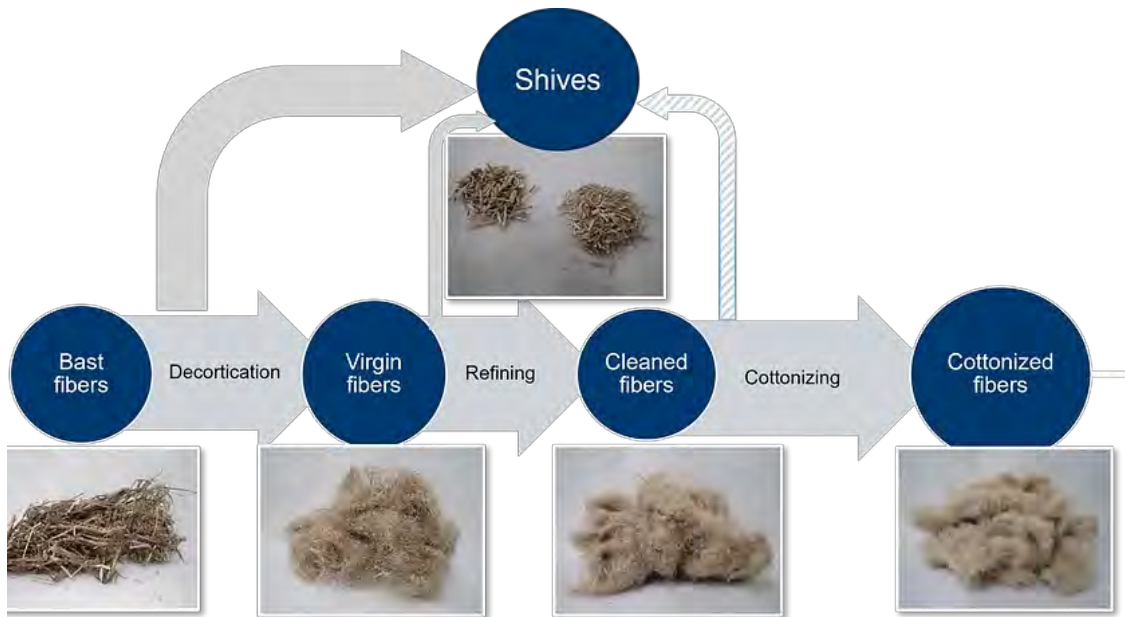 Shives
Bast
fibers
Decortication
Virgin
fibers
Refining
Cleaned
fibers
Cottonizing
Cottonized
fibers